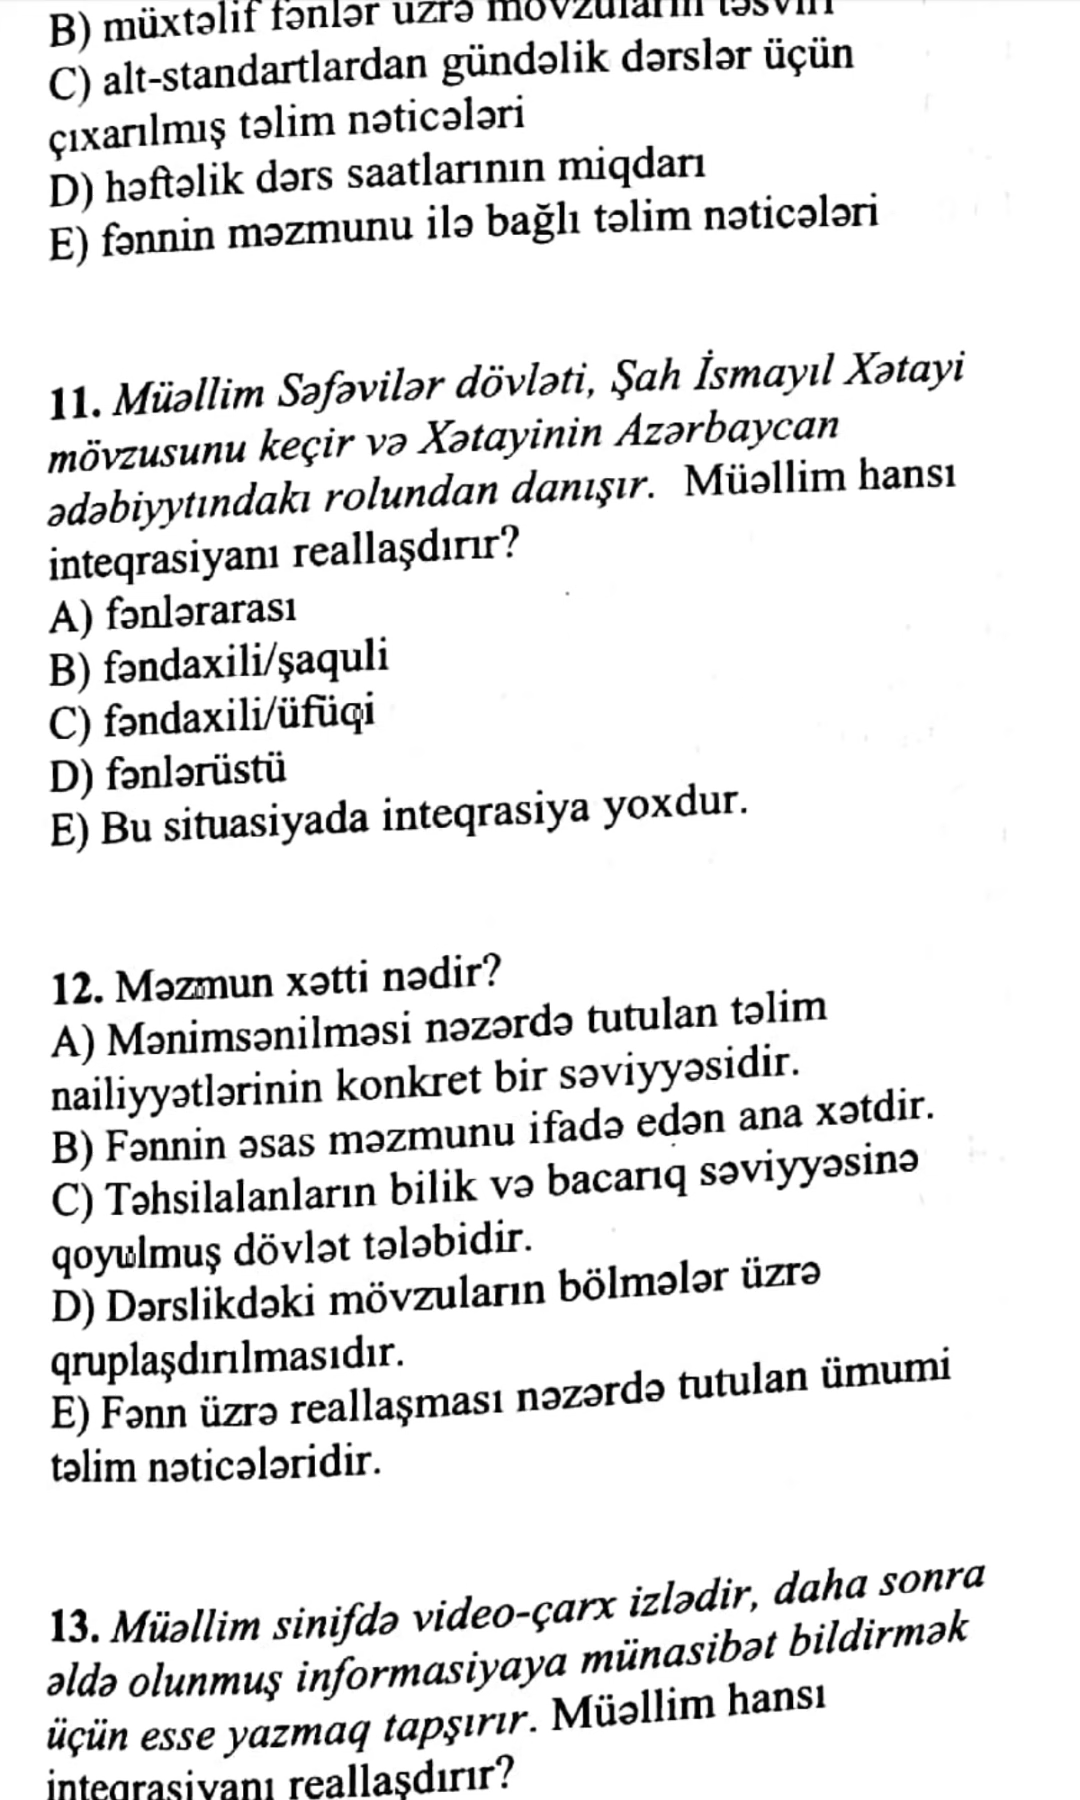 B) müxtəlif fənlər üzrə mövzuların təsviri
C) alt-standartlardan gündəlik dərslər üçün
çıxarılmış təlim nəticələri
D) həftəlik dərs saatlarının miqdarı
E) fənnin məzmunu ilə bağlı təlim nəticələri
11. Müəllim Səfəvilər dövləti, Şah İsmayıl Xətayi
mövzusunu keçir və Xətayinin Azərbaycan
ədəbiyytındakı rolundan danışır. Müəllim hansı
inteqrasiyanı reallaşdırır?
A) fənlərarası
B) fəndaxili/şaquli
C) fəndaxili/üfüqi
D) fənlərüstü
E) Bu situasiyada inteqrasiya yoxdur.
12. Məzmun xətti nədir?
A) Mənimsənilməsi nəzərdə tutulan təlim
nailiyyətlərinin konkret bir səviyyəsidir.
B) Fənnin əsas məzmunu ifadə edən ana xətdir.
C) Təhsilalanların bilik və bacarıq səviyyəsinə
qoyulmuş dövlət tələbidir.
D) Dərslikdəki mövzuların bölmələr üzrə
qruplaşdırılmasıdır.
E) Fənn üzrə reallaşması nəzərdə tutulan ümumi
təlim nəticələridir.
13. Müəllim sinifdə video-çarx izlədir, daha sonra
əldə olunmuş informasiyaya münasibət bildirmək
üçün esse yazmaq tapşırır. Müəllim hansı
inteqrasiyanı reallaşdırır?